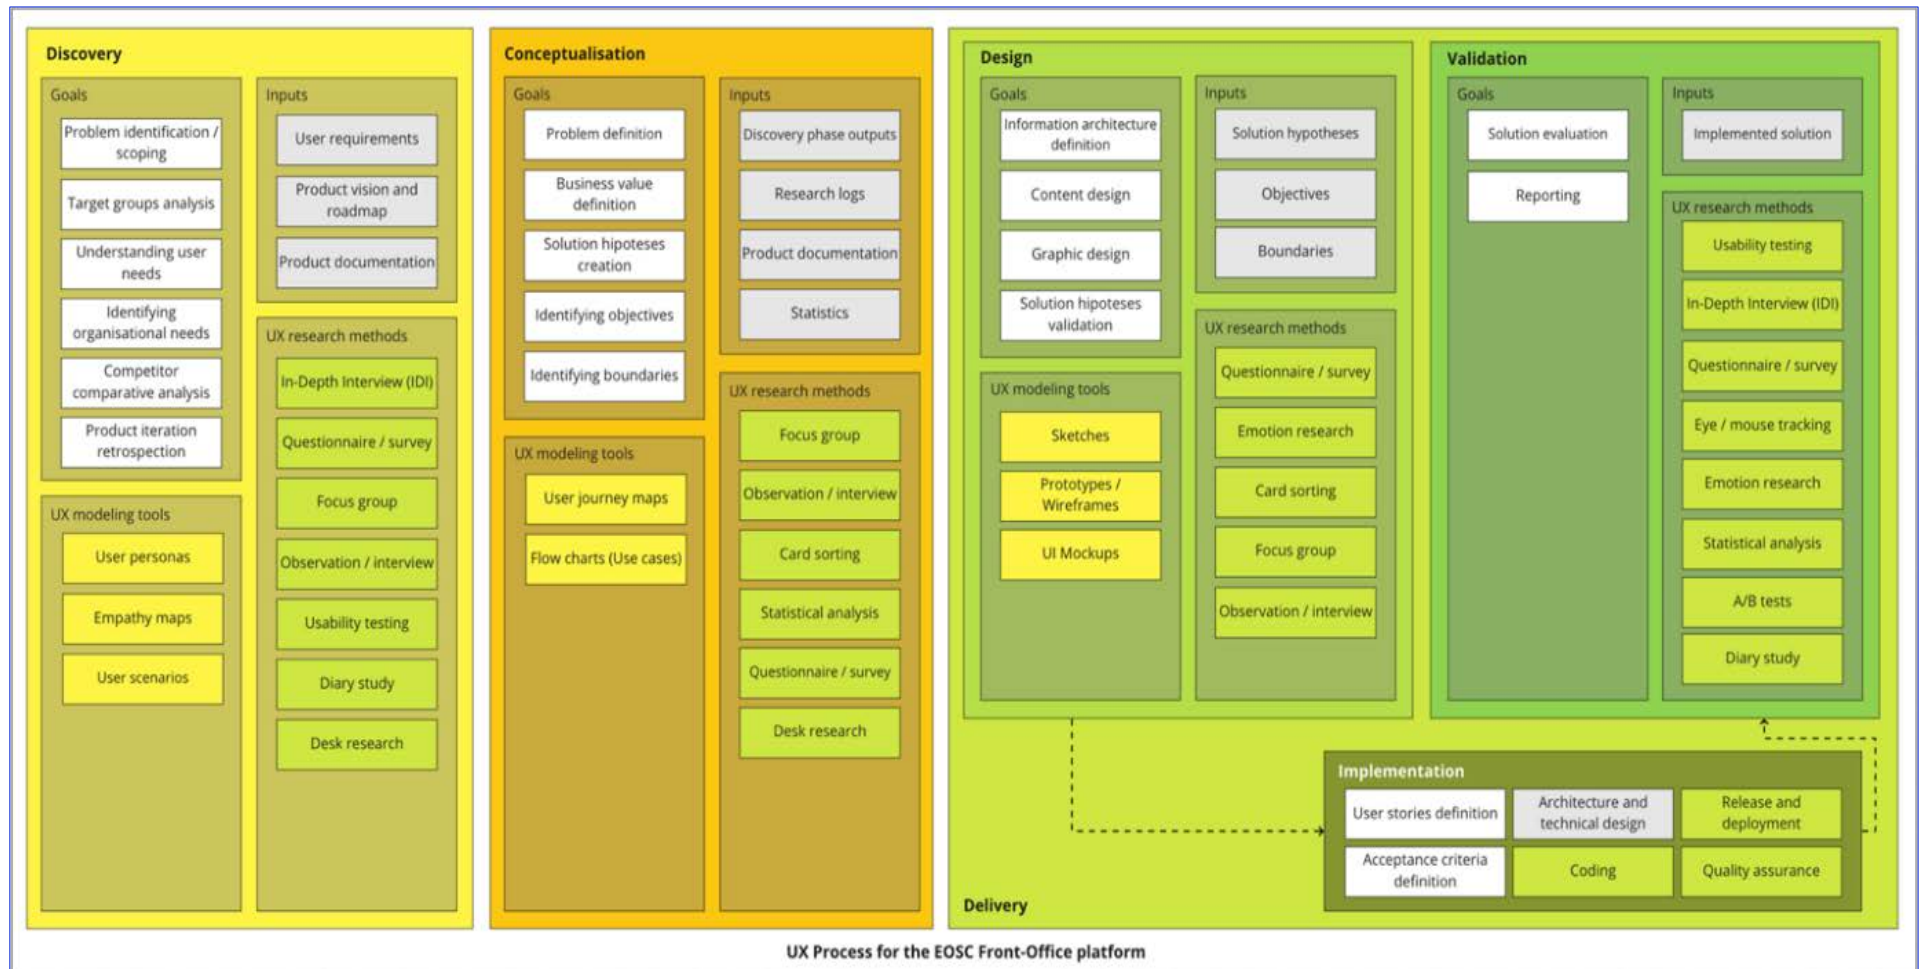 Discovery
Goals
Problem identification /
scoping
Target groups analysis
Understanding user
needs
Identifying
organisational needs
Competitor
comparative analysis
Product iteration
retrospection
UX modeling tools
User personas
Empathy maps
User scenarios
Inputs
User requirements
Product vision and
roadmap
Product documentation
UX research methods
In-Depth Interview (IDI)
Questionnaire / survey
Focus group
Observation / interview
Usability testing
Diary study
Desk research
Conceptualisation
Goals
Problem definition
Business value
definition
Solution hipoteses
creation
Identifying objectives
Identifying boundaries
UX modeling tools
User journey maps
Flow charts (Use cases)
Inputs
Discovery phase outputs
Research logs
Product documentation
Statistics
UX research methods
Focus group
Observation / interview
Card sorting
Statistical analysis
Questionnaire / survey
Desk research
Design
Goals
Information architecture
definition
Content design
Graphic design
Solution hipoteses
validation
UX modeling tools
Sketches
Prototypes /
Wireframes
UI Mockups
Inputs
Solution hypotheses
Objectives
Boundaries
UX research methods
Questionnaire / survey
Emotion research
Card sorting
Focus group
Observation / interview
Validation
Goals
Solution evaluation
Reporting
Inputs
Implemented solution
UX research methods
Usability testing
In-Depth Interview (IDI)
Questionnaire / survey
Eye / mouse tracking
Emotion research
Statistical analysis
A/B tests
Diary study
Implementation
User stories definition
Architecture and
technical design
Release and
deployment
Acceptance criteria
definition
Coding
Quality assurance
Delivery
UX Process for the EOSC Front-Office platform